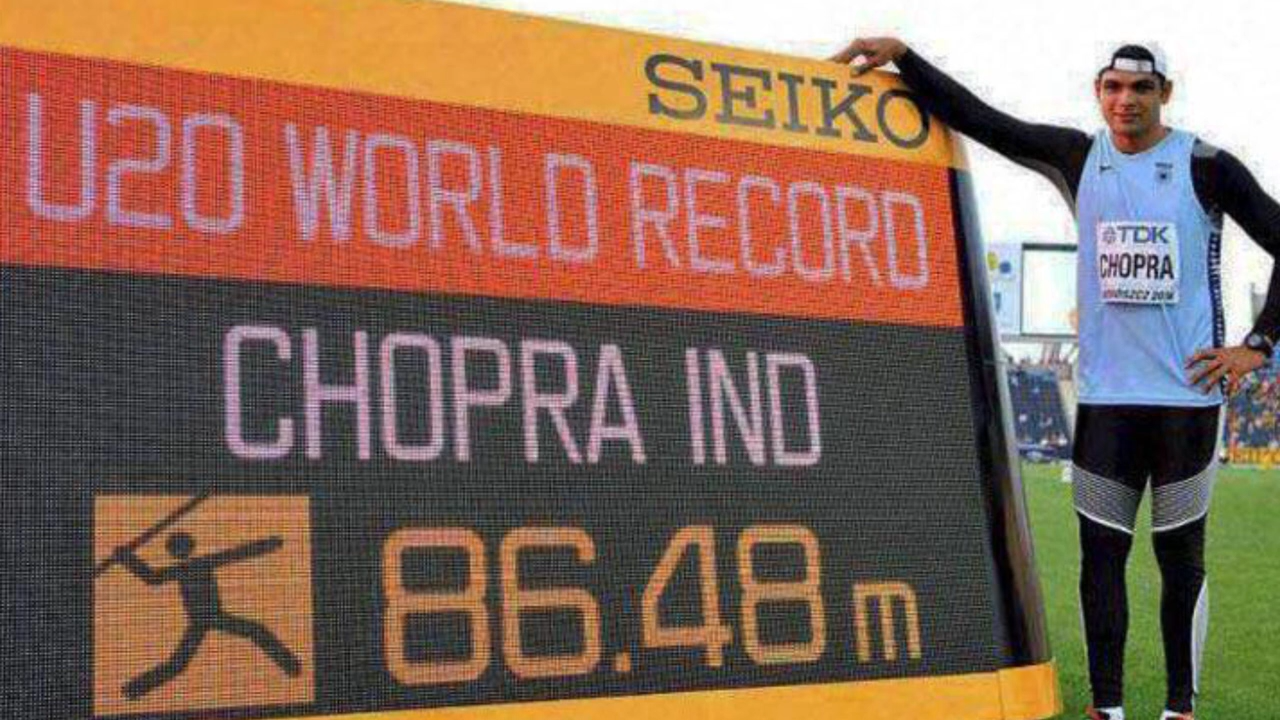 SEIKO
U20 WORLD RECORD
CHOPRA IND
86.48 m
TDK
CHOPRA